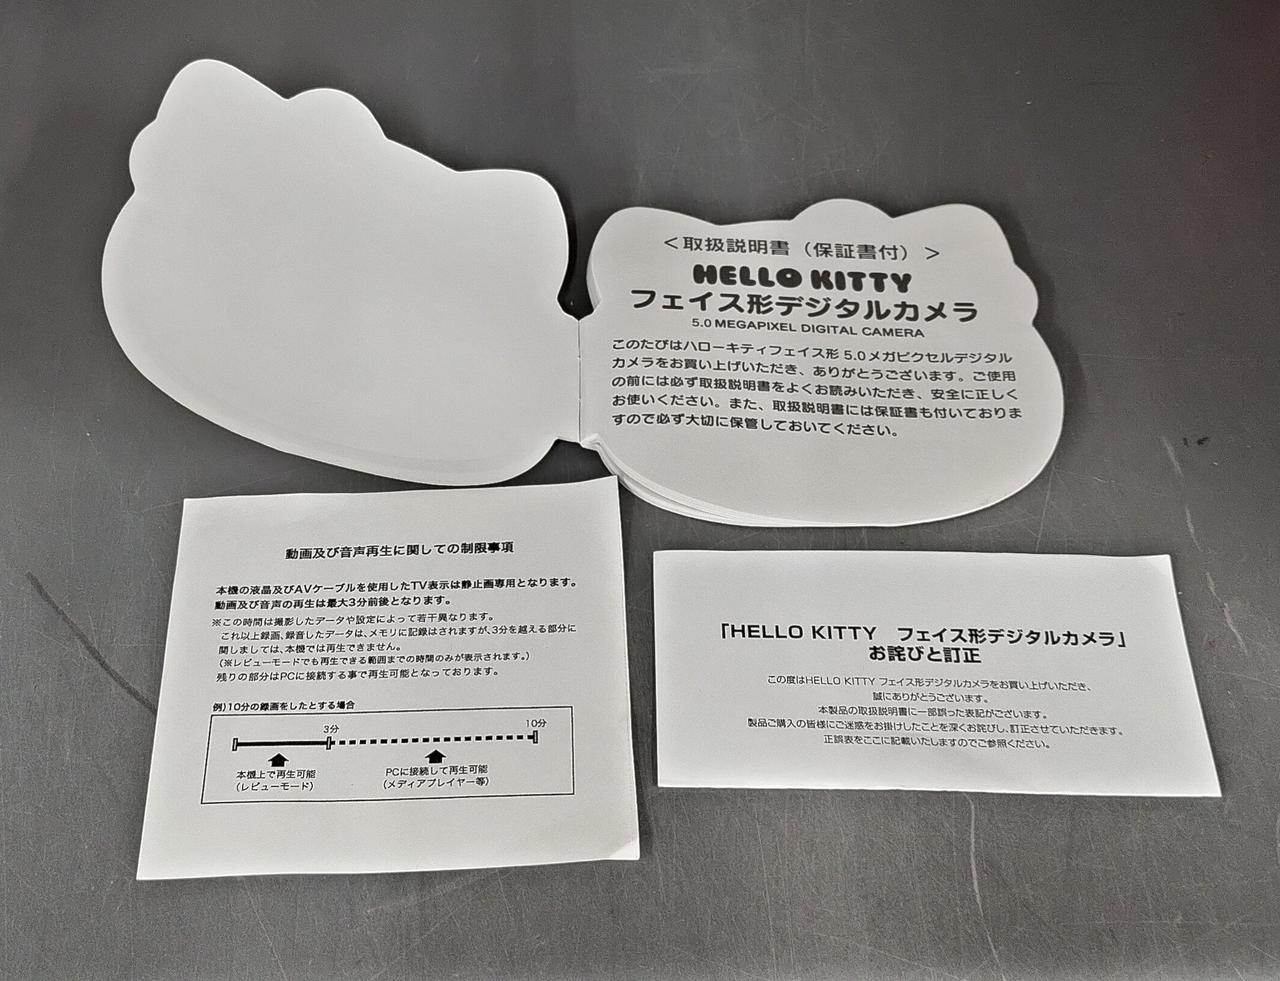 ＜取扱説明書（保証書付）＞
HELLO KITTY
フェイス形デジタルカメラ
5.0 MEGAPIXEL DIGITAL CAMERA
このたびはハローキティフェイス形 5.0 メガピクセルデジタル
カメラをお買い上げいただき、ありがとうございます。ご使用
の前には必ず取扱説明書をよくお読みいただき、安全に正しく
お使いください。また、取扱説明書には保証書も付いておりま
すので必ず大切に保管しておいてください。
動画及び音声再生に関しての制限事項
本機の液晶及びAVケーブルを使用したTV表示は静止画専用となります。
動画及び音声の再生は最大3分前後となります。
※この時間は撮影したデータや設定によって若干異なります。
これ以上録画、録音したデータは、メモリに記録はされますが、3分を越える部分に
関しましては、本機では再生できません。
(※レビューモードでも再生できる範囲までの時間のみが表示されます。)
残りの部分はPCに接続する事で再生可能となっております。
例)10分の録画をしたとする場合
3分
10分
本機上で再生可能
(レビューモード)
PCに接続して再生可能
(メディアプレイヤー等)
「HELLO KITTY　フェイス形デジタルカメラ」
お詫びと訂正
この度はHELLO KITTY フェイス形デジタルカメラをお買い上げいただき、
誠にありがとうございます。
本製品の取扱説明書に一部誤った表記がございます。
製品ご購入の皆様にご迷惑をお掛けしたことを深くお詫びし、訂正させていただきます。
正誤表をここに記載いたしますのでご参照ください。